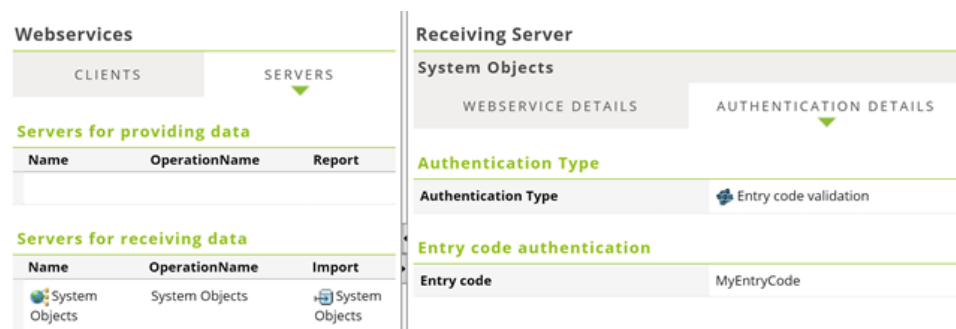 Webservices
CLIENTS SERVERS
Servers for providing data
Name OperationName Report
Servers for receiving data
Name OperationName Import
System Objects System Objects System Objects
Receiving Server
System Objects
WEBSERVICE DETAILS AUTHENTICATION DETAILS
Authentication Type
Authentication Type Entry code validation
Entry code authentication
Entry code MyEntryCode